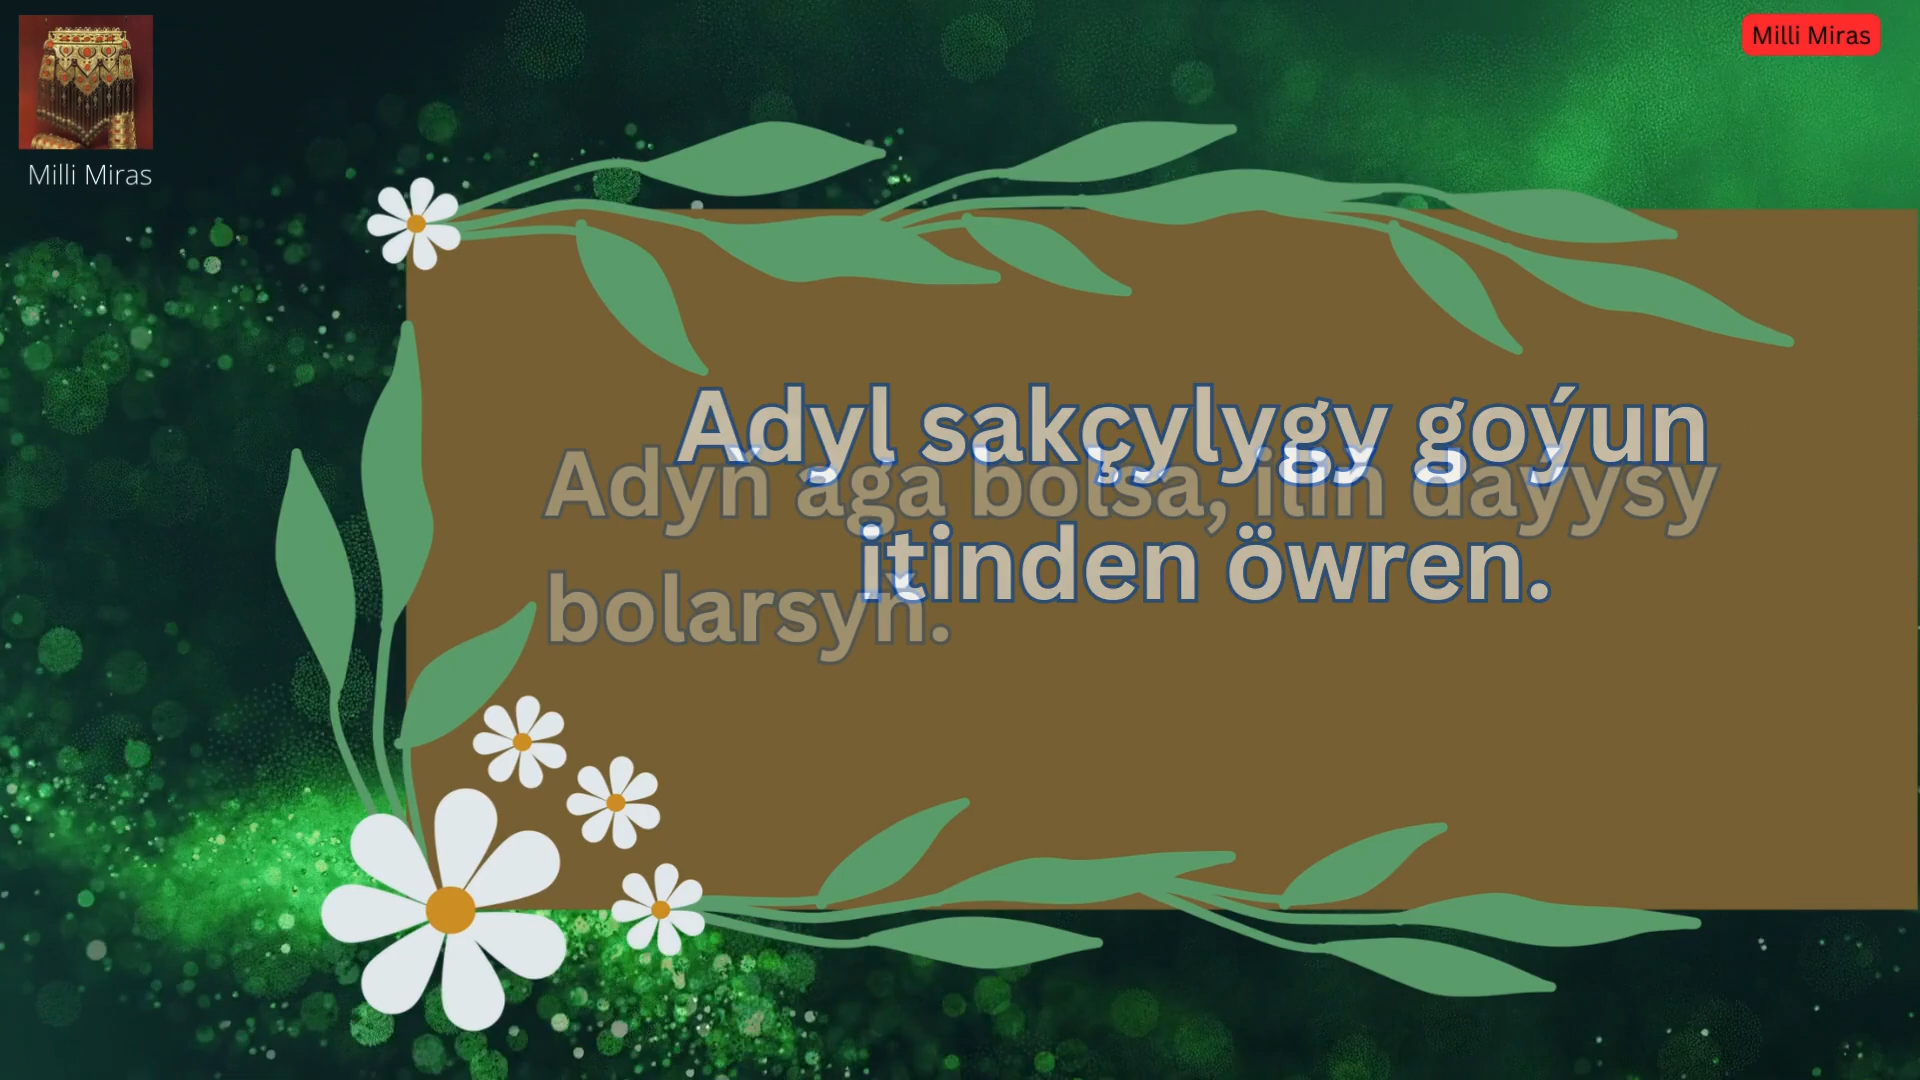 Milli Miras
Milli Miras
Adyl sakçylygy goýun
itinden öwren.
Adyň aga bolsa, iliň daýysy
bolarsyň.